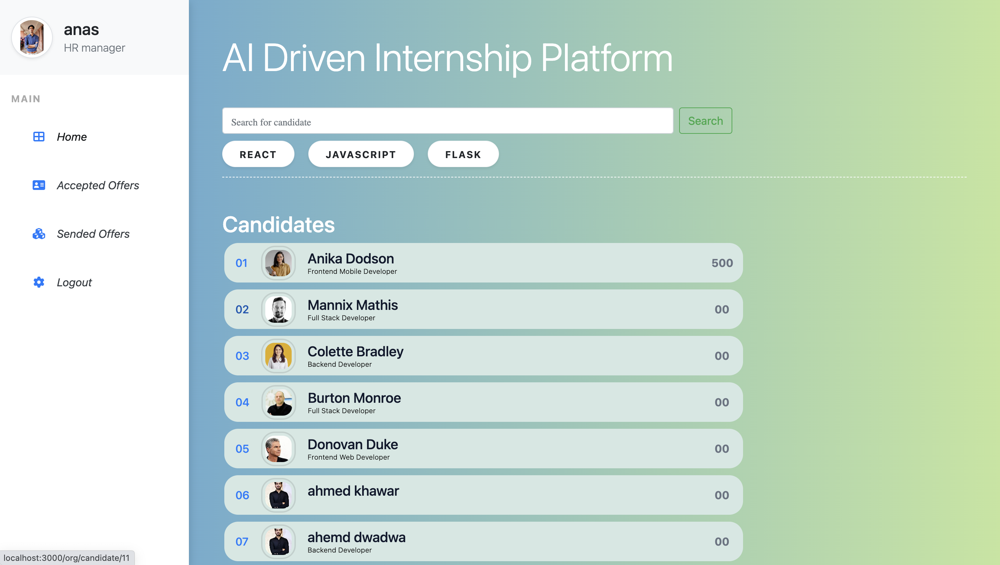 anas
HR manager
MAIN
Home
Accepted Offers
Sended Offers
Logout
AI Driven Internship Platform
Search for candidate
Search
REACT
JAVASCRIPT
FLASK
Candidates
01
Anika Dodson
Frontend Mobile Developer
500
02
Mannix Mathis
Full Stack Developer
00
03
Colette Bradley
Backend Developer
00
04
Burton Monroe
Full Stack Developer
00
05
Donovan Duke
Frontend Web Developer
00
06
ahmed khawar
00
07
ahemd dwadwa
Backend Developer
00
localhost:3000/org/candidate/11